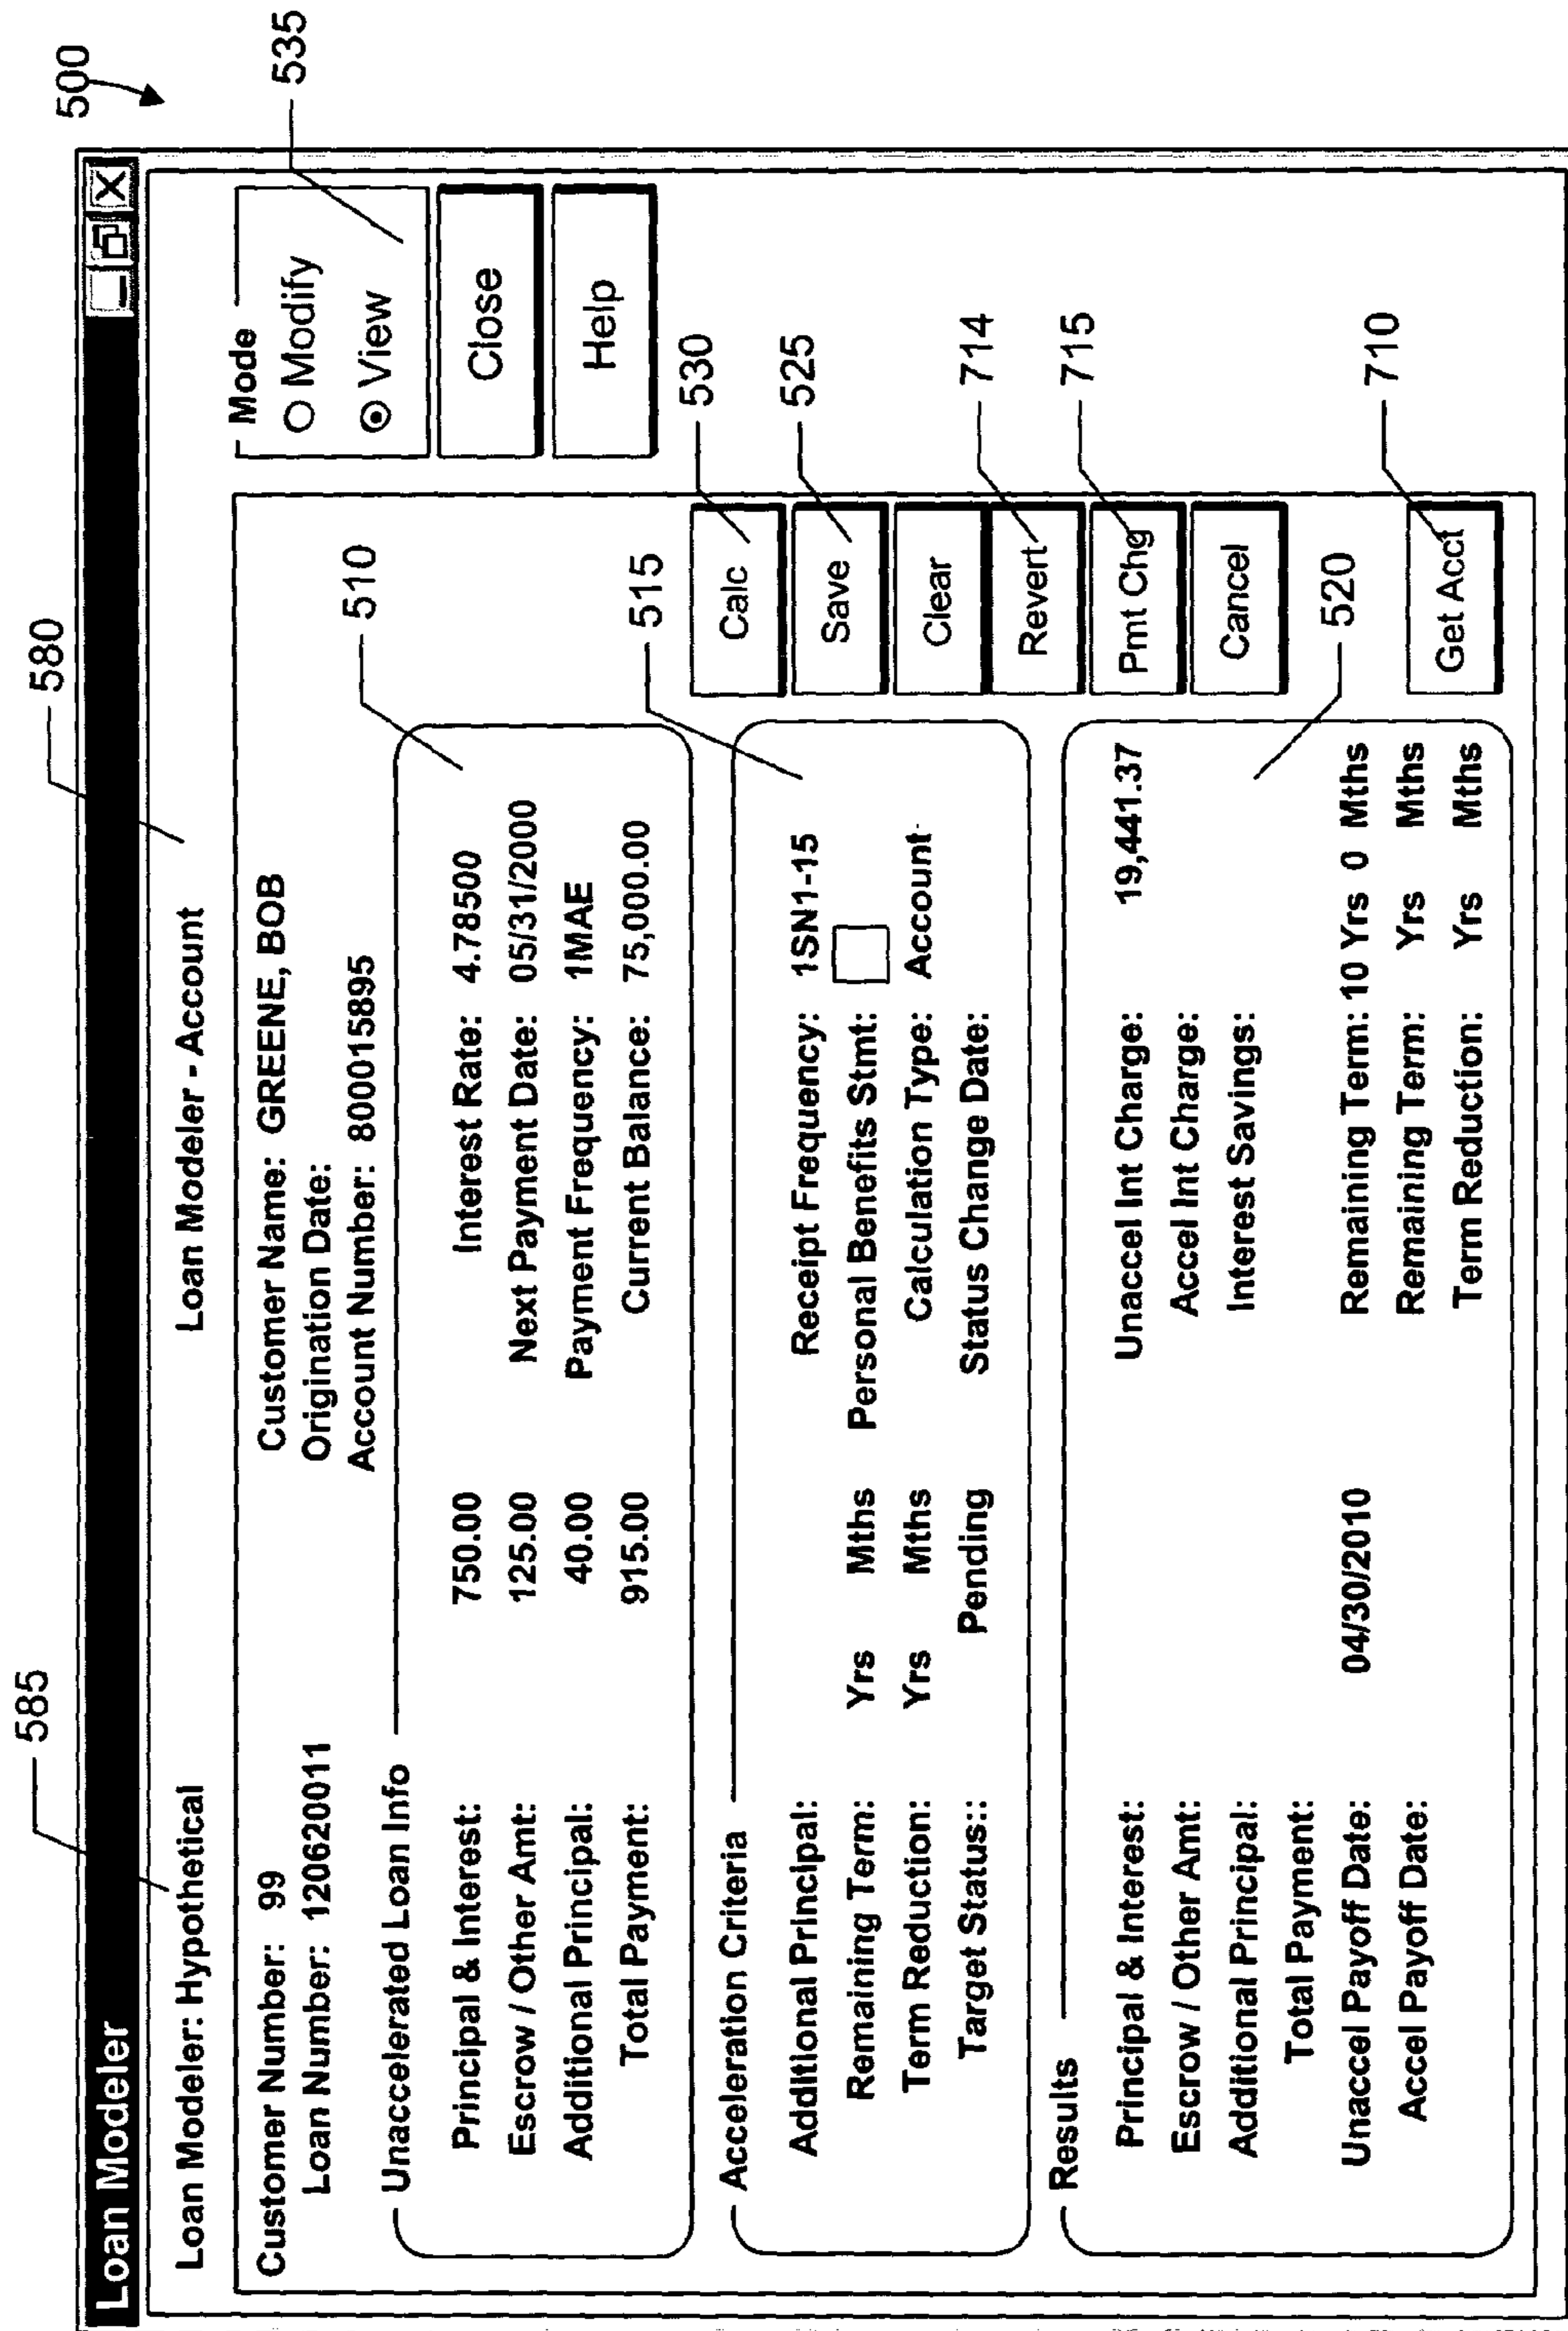 500
585
580
Loan Modeler
Loan Modeler: Hypothetical
Loan Modeler - Account
Customer Number: 99
Customer Name: GREENE, BOB
Loan Number: 120620011
Origination Date:
Account Number: 800015895
Mode
Modify
View
535
Close
Help
Unaccelerated Loan Info
510
Principal & Interest: 750.00 Interest Rate: 4.78500
Escrow / Other Amt: 125.00 Next Payment Date: 05/31/2000
Additional Principal: 40.00 Payment Frequency: 1MAE
Total Payment: 915.00 Current Balance: 75,000.00
Acceleration Criteria
515
Additional Principal: Receipt Frequency: 1SN1-15
Remaining Term: Yrs Mths Personal Benefits Stmt:
Term Reduction: Yrs Mths Calculation Type: Account
Target Status:: Pending Status Change Date:
Calc
530
Save
525
Clear
Revert
714
Pmt Chg
715
Cancel
520
Get Acct
710
Results
Principal & Interest: Unaccel Int Charge: 19,441.37
Escrow / Other Amt: Accel Int Charge:
Additional Principal: Interest Savings:
Total Payment:
Unaccel Payoff Date: 04/30/2010 Remaining Term: 10 Yrs 0 Mths
Accel Payoff Date: Remaining Term: Yrs Mths
Term Reduction: Yrs Mths